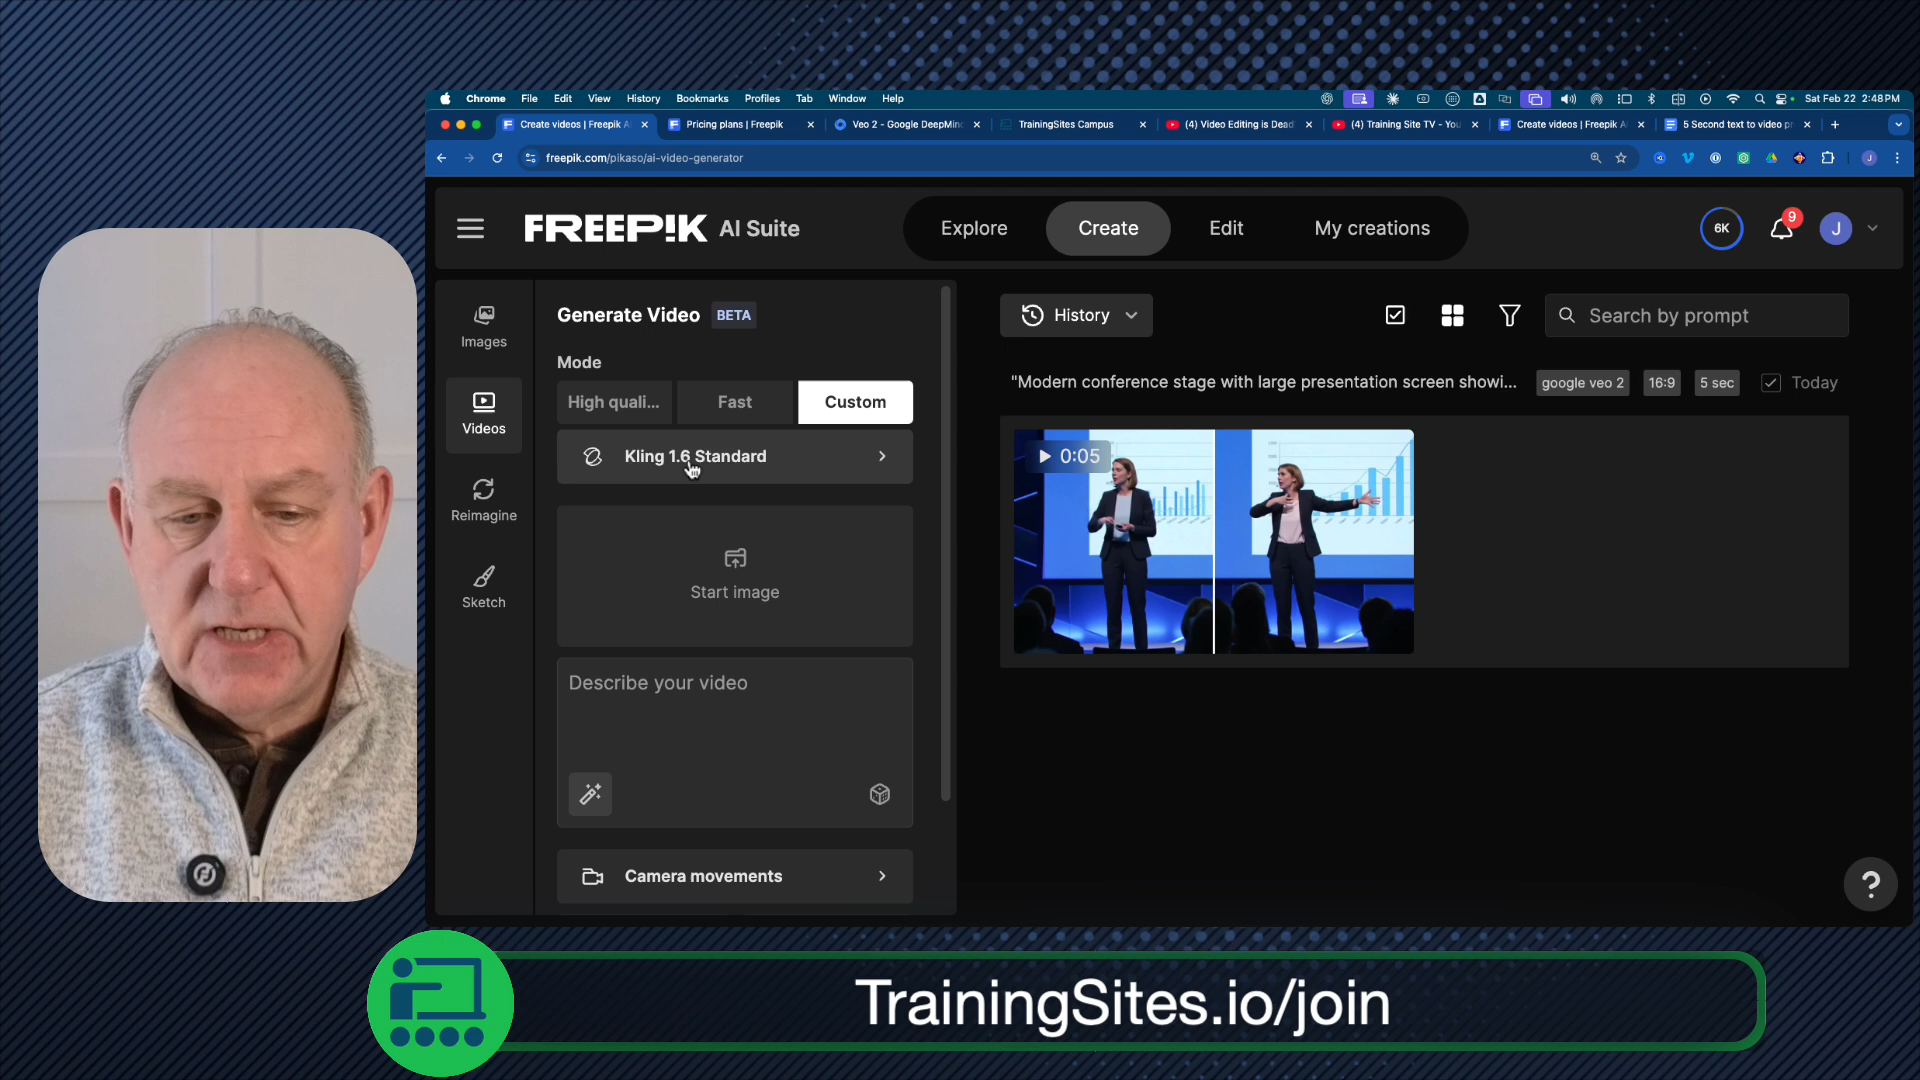 Chrome File Edit View History Bookmarks Profiles Tab Window Help Sat Feb 22 2:48 PM
Create videos | Freepik A Pricing plans | Freepik Veo 2 - Google DeepMin TrainingSites Campus (4) Video Editing is Dead (4) Training Site TV - You Create videos | Freepik A 5 Second text to video p
freepik.com/pikaso/ai-video-generator
FREEP!K AI Suite Explore Create Edit My creations 6K 9 J
Images
Videos
Reimagine
Sketch
Generate Video BETA
Mode
High quali... Fast Custom
Kling 1.6 Standard
Start image
Describe your video
Camera movements
History Search by prompt
"Modern conference stage with large presentation screen showi... google veo 2 16:9 5 sec Today
0:05
?
TrainingSites.io/join